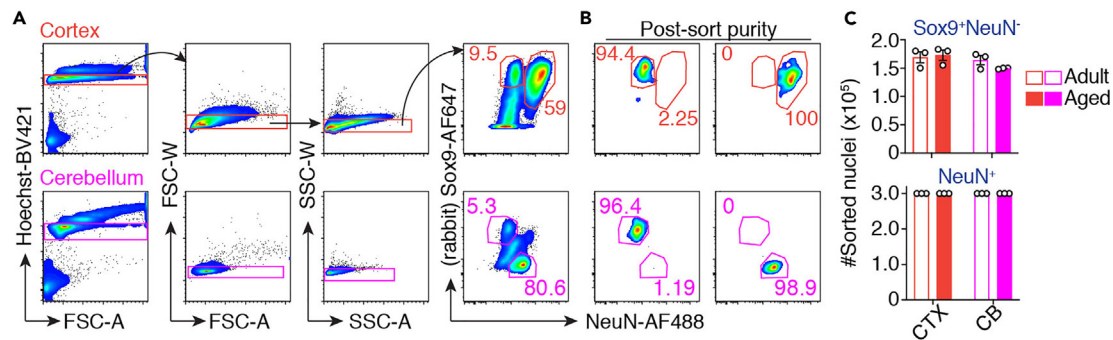 A
Cortex
Hoechst-BV421
FSC-W
SSC-W
(rabbit) Sox9-AF647
9.5
59
Cerebellum
5.3
80.6
FSC-A
FSC-A
SSC-A
NeuN-AF488
B
Post-sort purity
94.4
2.25
0
100
96.4
1.19
0
98.9
C
Sox9⁺NeuN⁻
#Sorted nuclei (x10⁵)
2.0
1.5
1.0
0.5
0
Adult
Aged
NeuN⁺
3.0
2.0
1.0
0
CTX
CB